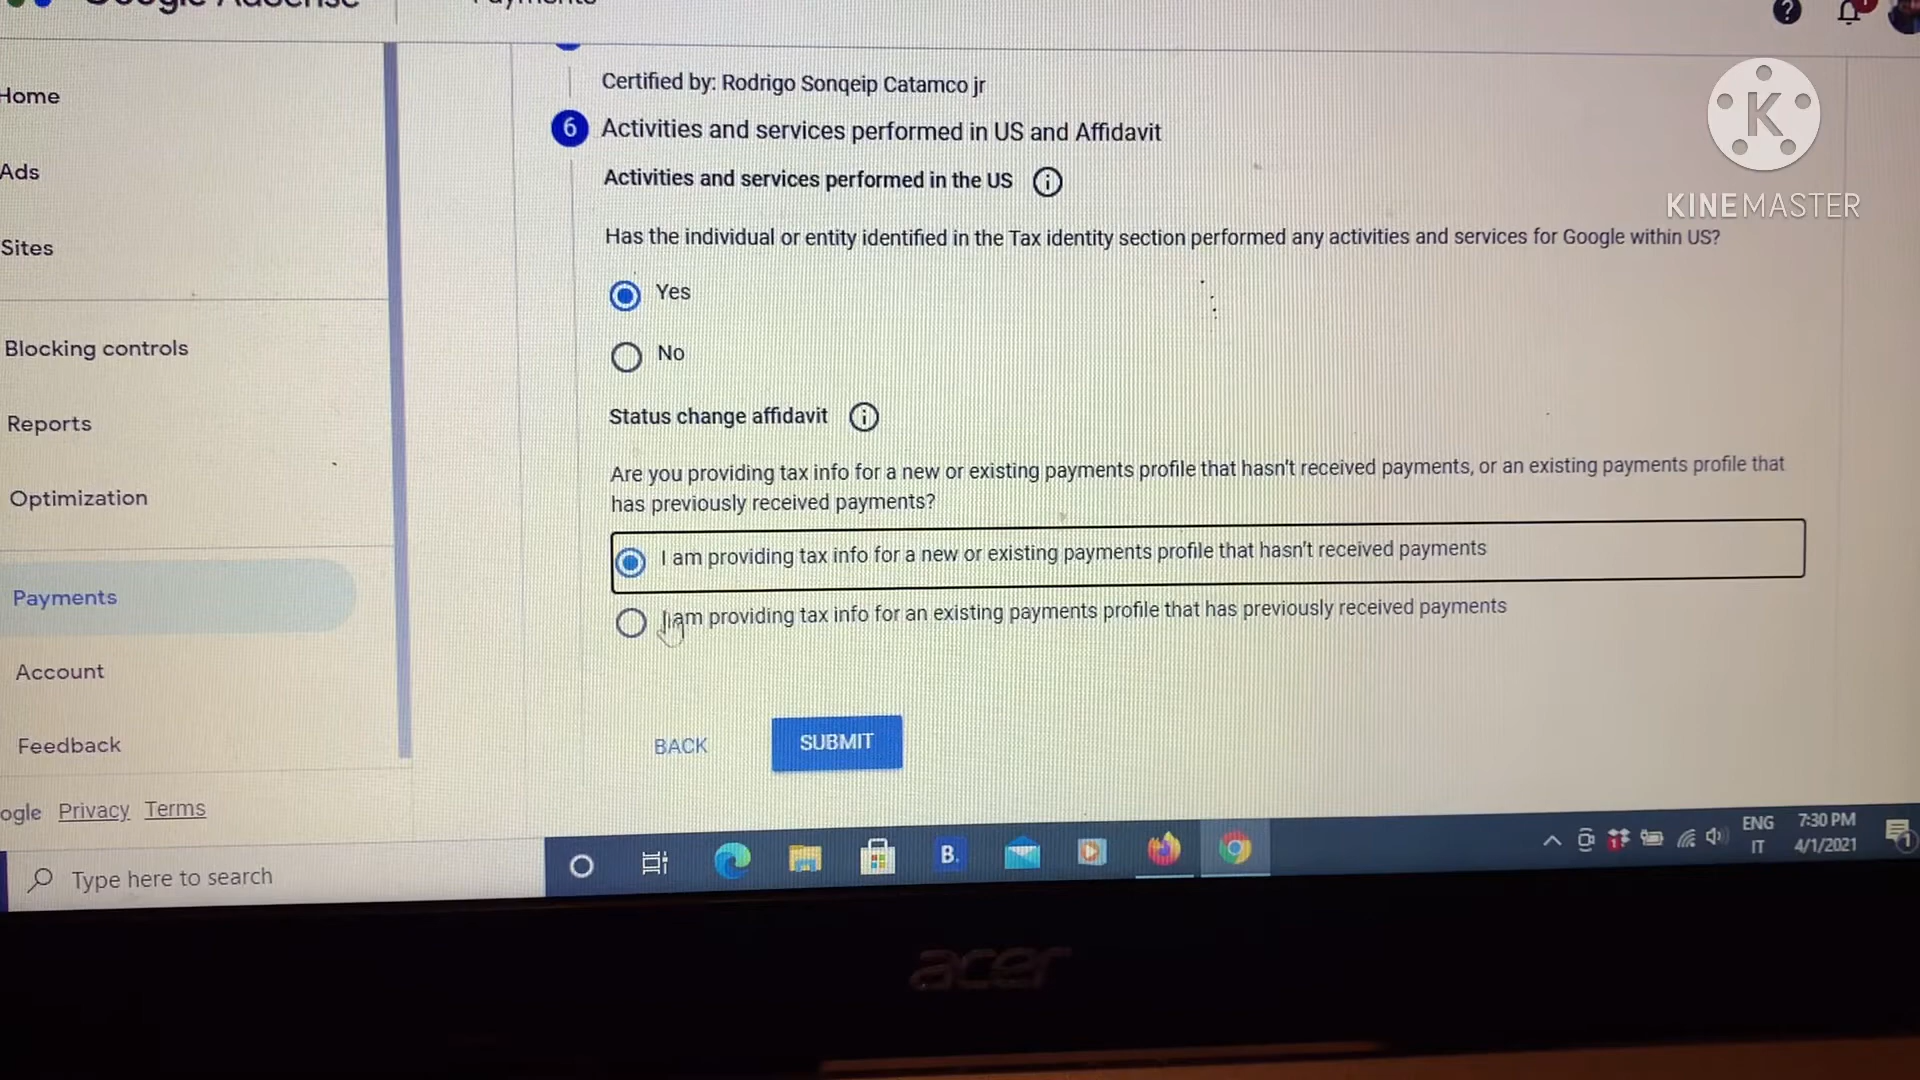 Google AdSense
Payments
Certified by: Rodrigo Sonqeip Catamco jr
6 Activities and services performed in US and Affidavit
Activities and services performed in the US
Has the individual or entity identified in the Tax identity section performed any activities and services for Google within US?
Yes
No
Status change affidavit
Are you providing tax info for a new or existing payments profile that hasn't received payments, or an existing payments profile that
has previously received payments?
I am providing tax info for a new or existing payments profile that hasn't received payments
I am providing tax info for an existing payments profile that has previously received payments
BACK
SUBMIT
Home
Ads
Sites
Blocking controls
Reports
Optimization
Payments
Account
Feedback
ogle Privacy Terms
Type here to search
B.
1
ENG
IT
7:30 PM
4/1/2021
1
acer
K
KINEMASTER